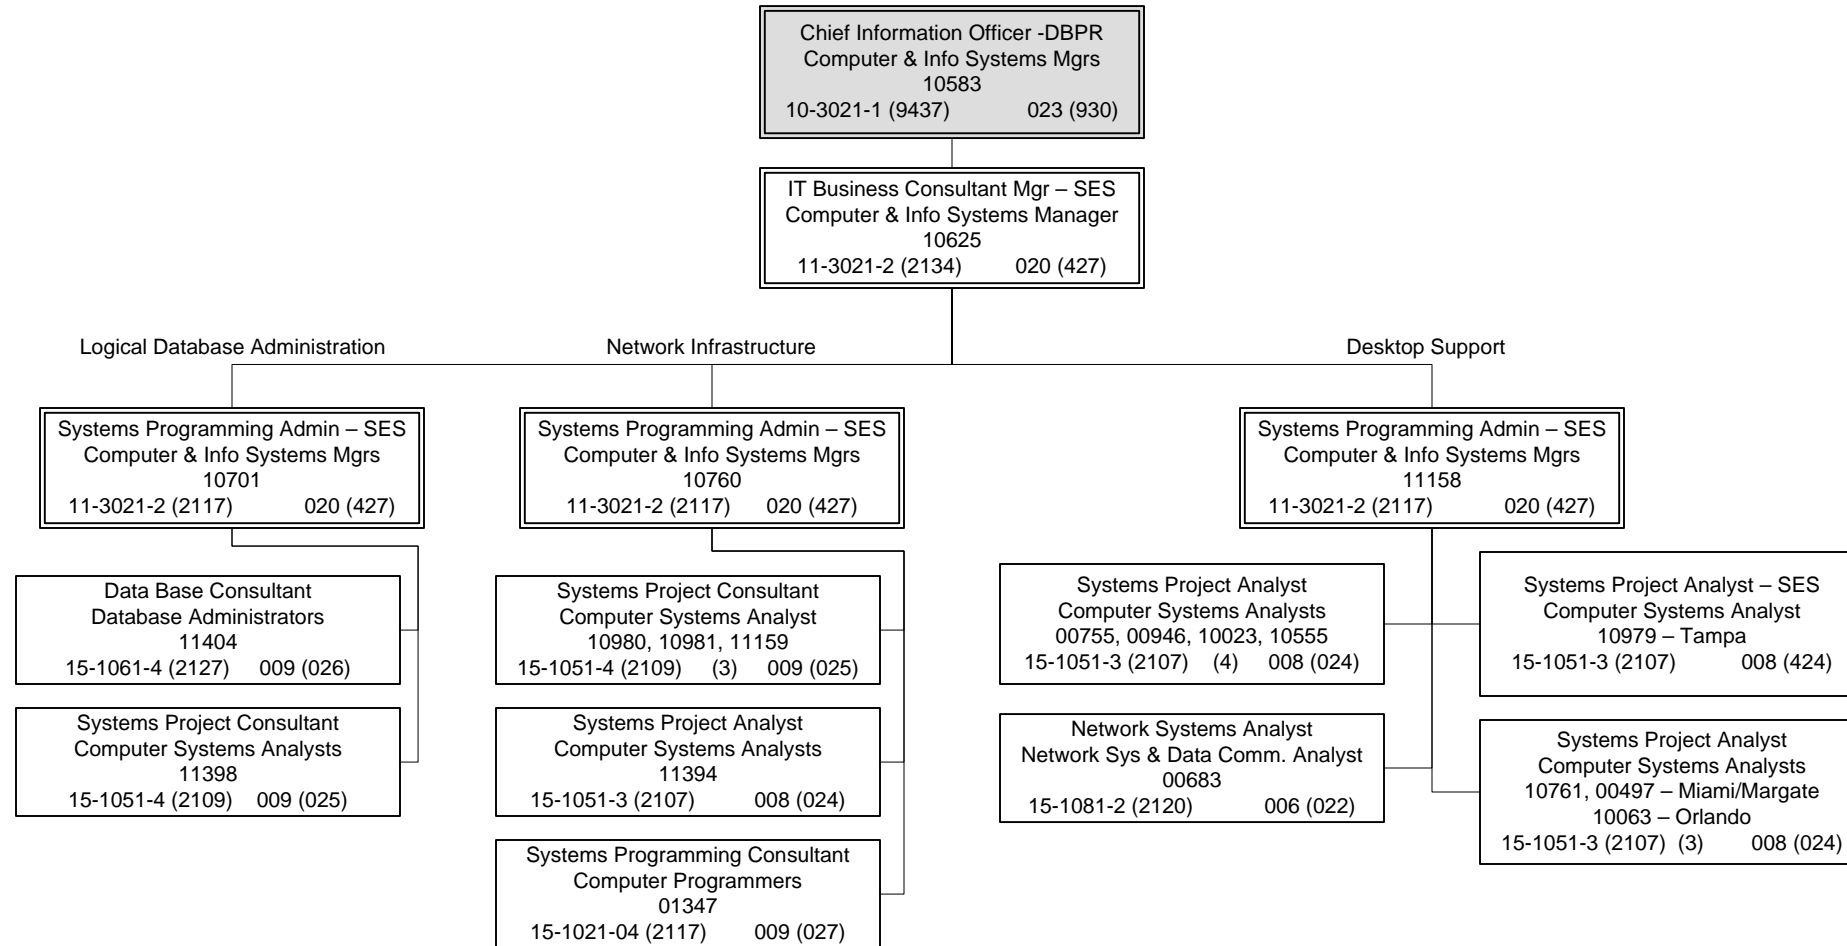 Chief Information Officer -DBPR
Computer & Info Systems Mgrs
10583
10-3021-1 (9437) 023 (930)
IT Business Consultant Mgr – SES
Computer & Info Systems Manager
10625
11-3021-2 (2134) 020 (427)
Logical Database Administration
Network Infrastructure
Desktop Support
Systems Programming Admin – SES
Computer & Info Systems Mgrs
10701
11-3021-2 (2117) 020 (427)
Systems Programming Admin – SES
Computer & Info Systems Mgrs
10760
11-3021-2 (2117) 020 (427)
Systems Programming Admin – SES
Computer & Info Systems Mgrs
11158
11-3021-2 (2117) 020 (427)
Data Base Consultant
Database Administrators
11404
15-1061-4 (2127) 009 (026)
Systems Project Consultant
Computer Systems Analysts
11398
15-1051-4 (2109) 009 (025)
Systems Project Consultant
Computer Systems Analyst
10980, 10981, 11159
15-1051-4 (2109) (3) 009 (025)
Systems Project Analyst
Computer Systems Analysts
11394
15-1051-3 (2107) 008 (024)
Systems Programming Consultant
Computer Programmers
01347
15-1021-04 (2117) 009 (027)
Systems Project Analyst
Computer Systems Analysts
00755, 00946, 10023, 10555
15-1051-3 (2107) (4) 008 (024)
Network Systems Analyst
Network Sys & Data Comm. Analyst
00683
15-1081-2 (2120) 006 (022)
Systems Project Analyst – SES
Computer Systems Analyst
10979 – Tampa
15-1051-3 (2107) 008 (424)
Systems Project Analyst
Computer Systems Analysts
10761, 00497 – Miami/Margate
10063 – Orlando
15-1051-3 (2107) (3) 008 (024)